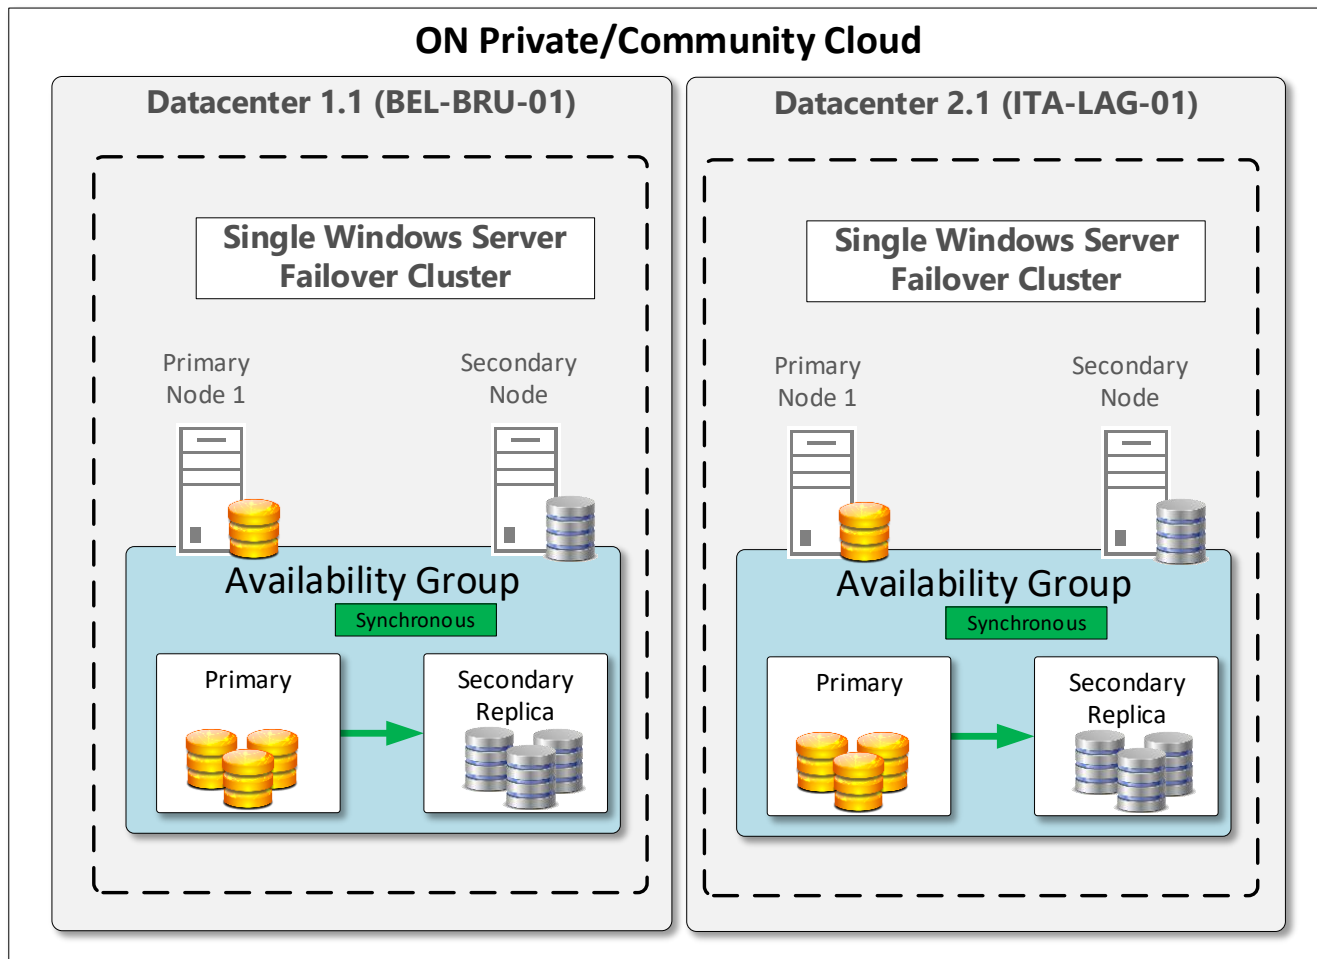 ON Private/Community Cloud
Datacenter 1.1 (BEL-BRU-01)
Single Windows Server
Failover Cluster
Primary
Node 1
Secondary
Node
Availability Group
Synchronous
Primary
Secondary
Replica
Datacenter 2.1 (ITA-LAG-01)
Single Windows Server
Failover Cluster
Primary
Node 1
Secondary
Node
Availability Group
Synchronous
Primary
Secondary
Replica